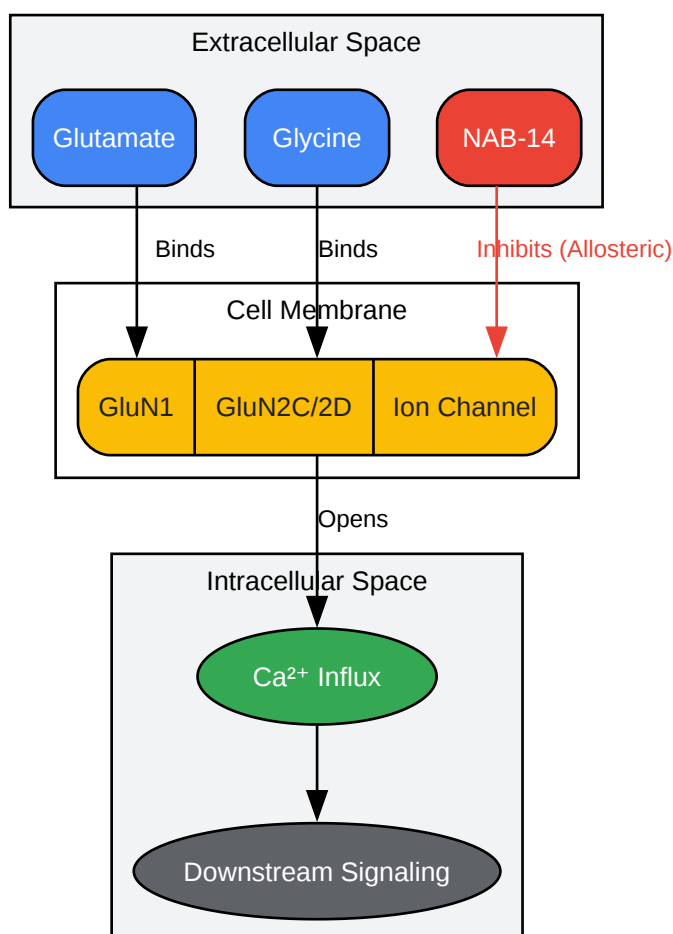 Extracellular Space
Glutamate
Glycine
NAB-14
Binds
Binds
Inhibits (Allosteric)
Cell Membrane
GluN1
GluN2C/2D
Ion Channel
Opens
Intracellular Space
Ca²⁺ Influx
Downstream Signaling